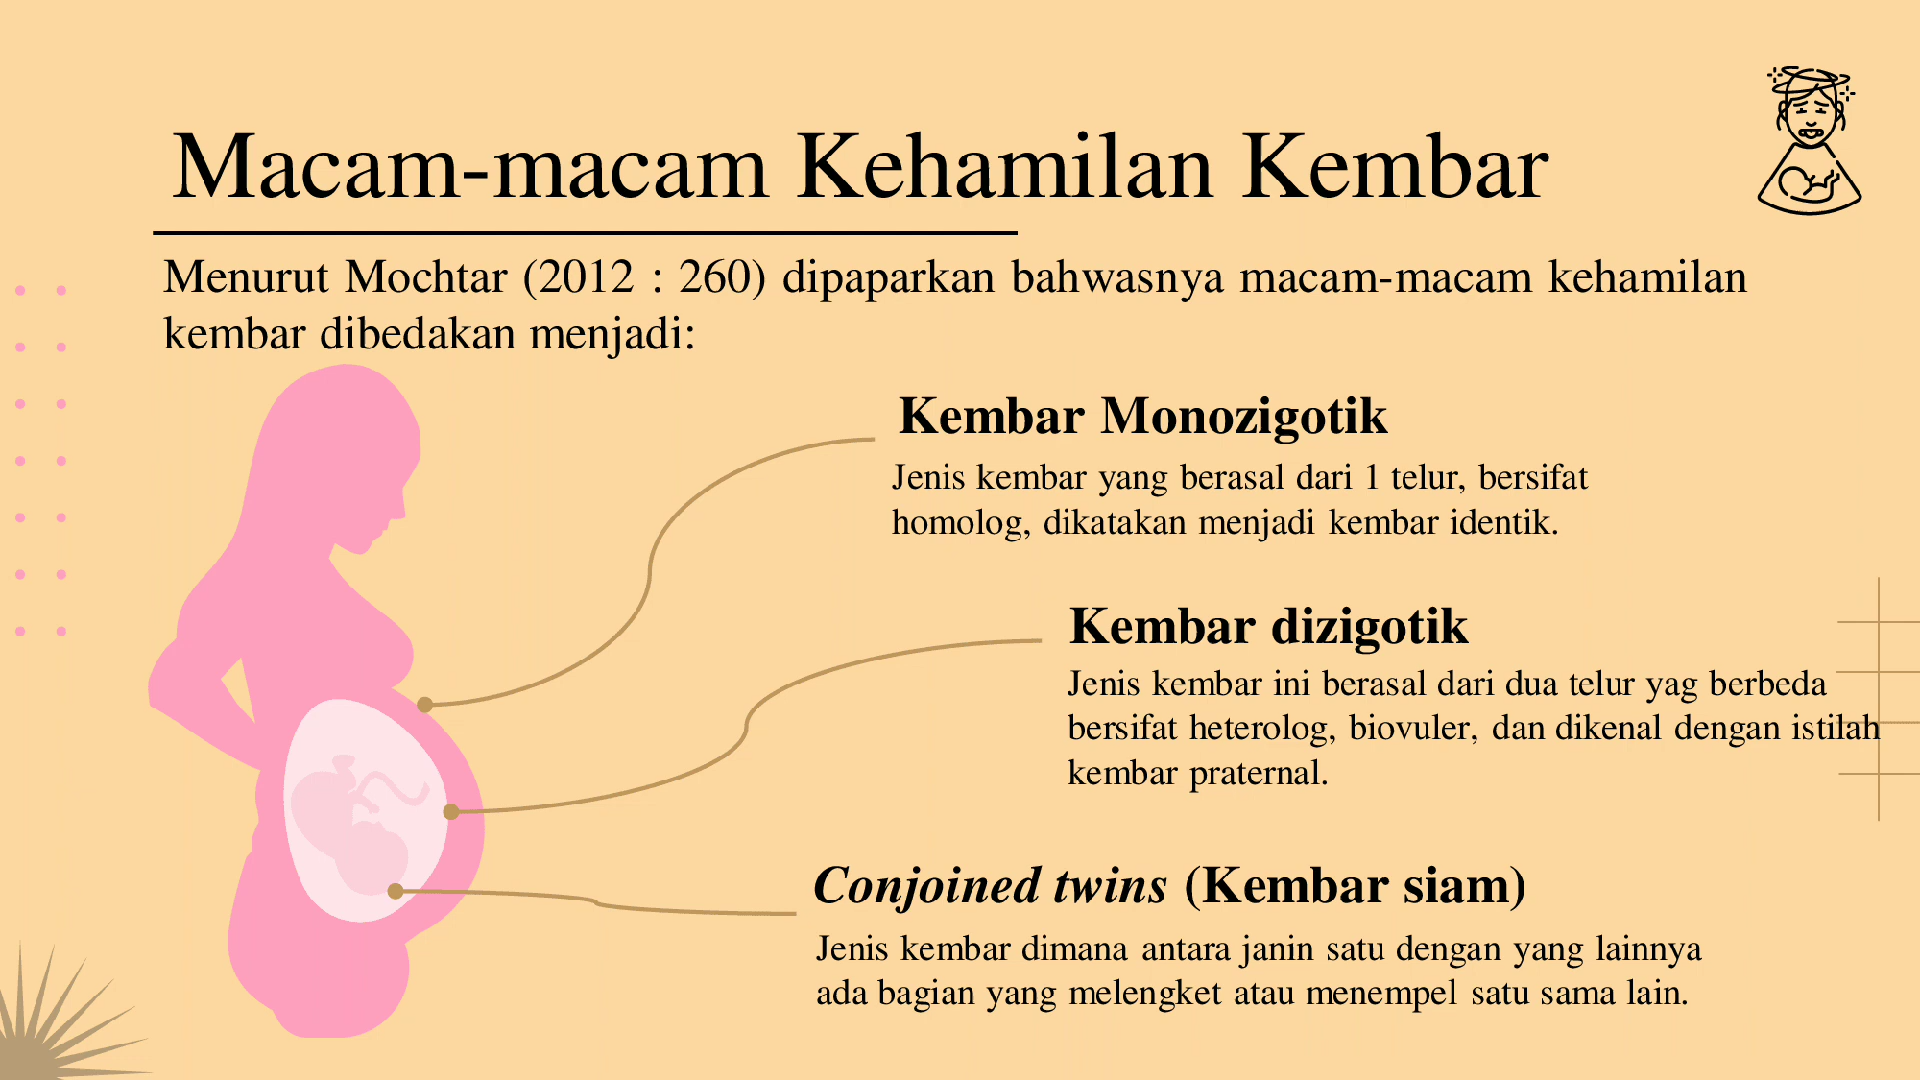 Macam-macam Kehamilan Kembar
Menurut Mochtar (2012 : 260) dipaparkan bahwasnya macam-macam kehamilan
kembar dibedakan menjadi:
Kembar Monozigotik
Jenis kembar yang berasal dari 1 telur, bersifat
homolog, dikatakan menjadi kembar identik.
Kembar dizigotik
Jenis kembar ini berasal dari dua telur yag berbeda
bersifat heterolog, biovuler, dan dikenal dengan istilah
kembar praternal.
Conjoined twins (Kembar siam)
Jenis kembar dimana antara janin satu dengan yang lainnya
ada bagian yang melengket atau menempel satu sama lain.